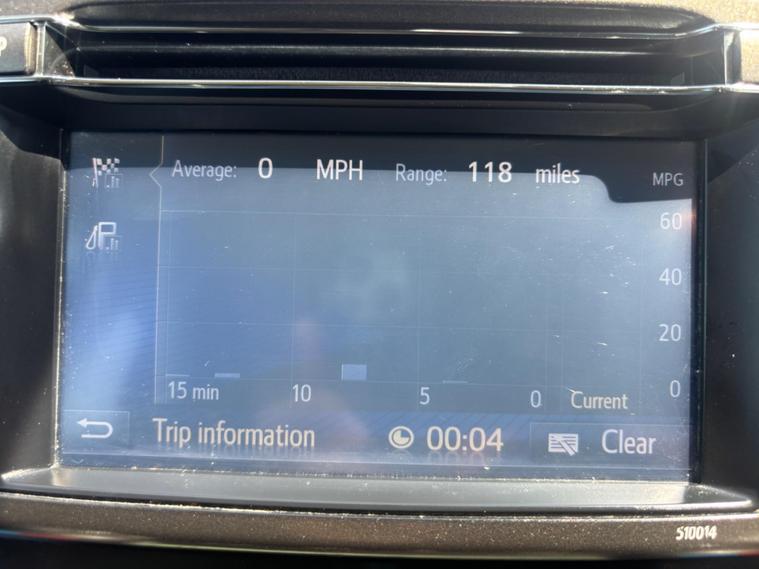 Average: 0 MPH Range: 118 miles MPG
60
40
20
0
15 min 10 5 0 Current
Trip information 00:04 Clear
510014